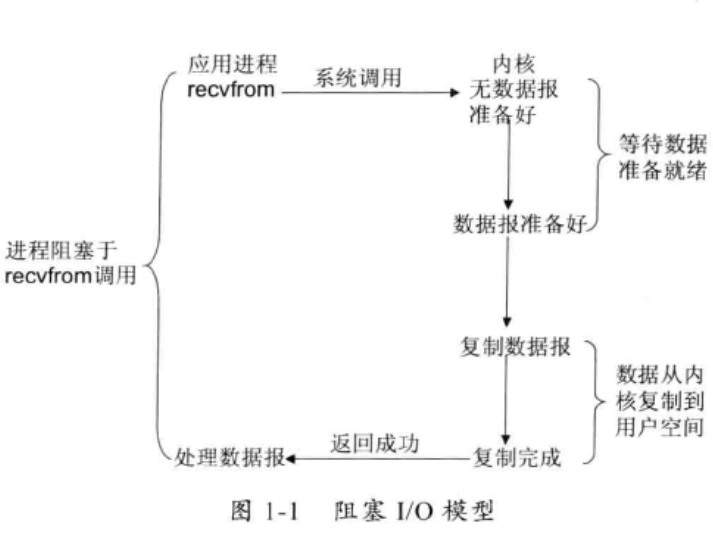 应用进程
recvfrom
系统调用
内核
无数据报
准备好
等待数据
准备就绪
数据报准备好
进程阻塞于
recvfrom调用
复制数据报
数据从内
核复制到
用户空间
处理数据报
返回成功
复制完成
图 1-1 阻塞 I/O 模型